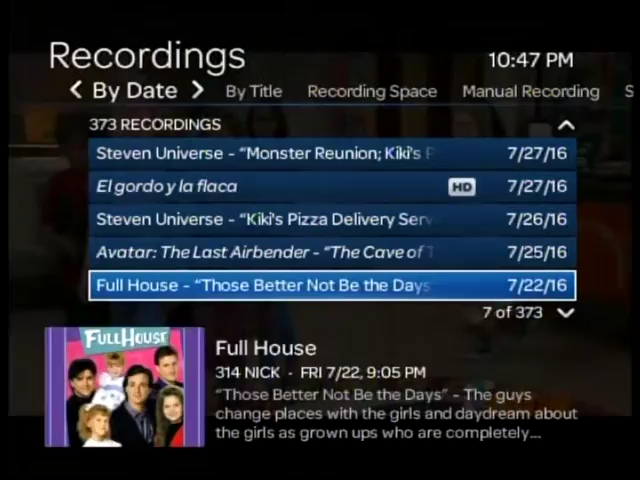 Recordings
10:47 PM
< By Date > By Title Recording Space Manual Recording S
373 RECORDINGS
Steven Universe - "Monster Reunion; Kiki's 7/27/16
El gordo y la flaca HD 7/27/16
Steven Universe - "Kiki's Pizza Delivery Serv 7/26/16
Avatar: The Last Airbender - "The Cave of T 7/25/16
Full House - "Those Better Not Be the Days 7/22/16
7 of 373
FULL HOUSE
Full House
314 NICK · FRI 7/22, 9:05 PM
"Those Better Not Be the Days" - The guys
change places with the girls and daydream about
the girls as grown ups who are completely...